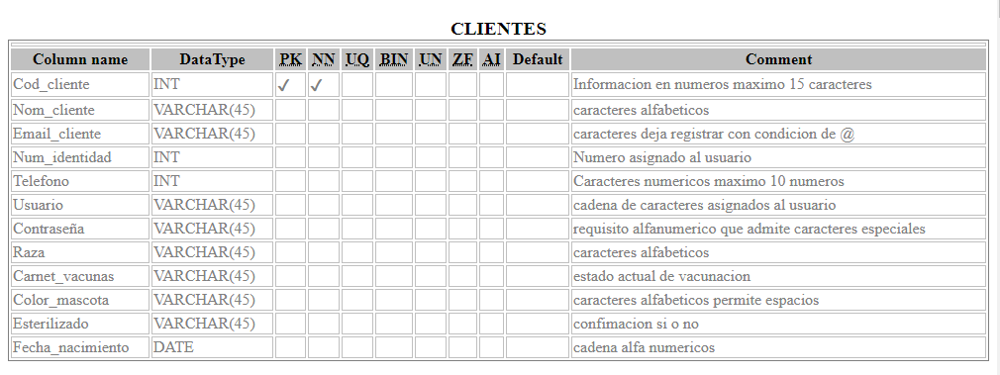 CLIENTES
Column name DataType PK NN UQ BIN UN ZF AI Default Comment
Cod_cliente INT ✓ ✓ Informacion en numeros maximo 15 caracteres
Nom_cliente VARCHAR(45) caracteres alfabeticos
Email_cliente VARCHAR(45) caracteres deja registrar con condicion de @
Num_identidad INT Numero asignado al usuario
Telefono INT Caracteres numericos maximo 10 numeros
Usuario VARCHAR(45) cadena de caracteres asignados al usuario
Contraseña VARCHAR(45) requisito alfanumerico que admite caracteres especiales
Raza VARCHAR(45) caracteres alfabeticos
Carnet_vacunas VARCHAR(45) estado actual de vacunacion
Color_mascota VARCHAR(45) caracteres alfabeticos permite espacios
Esterilizado VARCHAR(45) confimacion si o no
Fecha_nacimiento DATE cadena alfa numericos